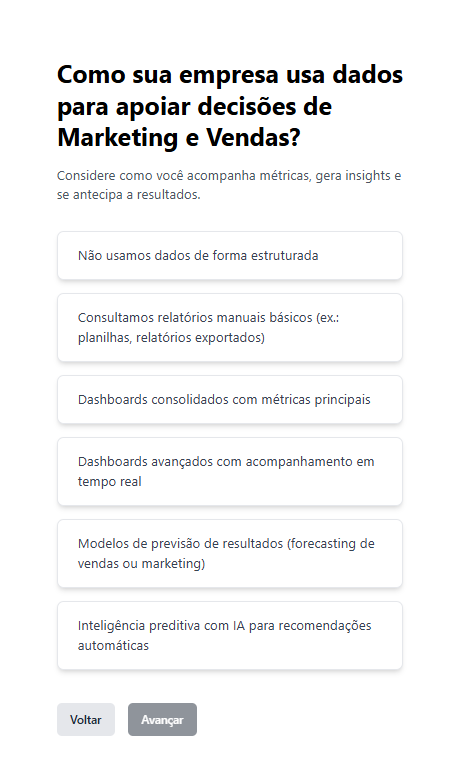 Como sua empresa usa dados
para apoiar decisões de
Marketing e Vendas?
Considere como você acompanha métricas, gera insights e
se antecipa a resultados.
Não usamos dados de forma estruturada
Consultamos relatórios manuais básicos (ex.:
planilhas, relatórios exportados)
Dashboards consolidados com métricas principais
Dashboards avançados com acompanhamento em
tempo real
Modelos de previsão de resultados (forecasting de
vendas ou marketing)
Inteligência preditiva com IA para recomendações
automáticas
Voltar
Avançar